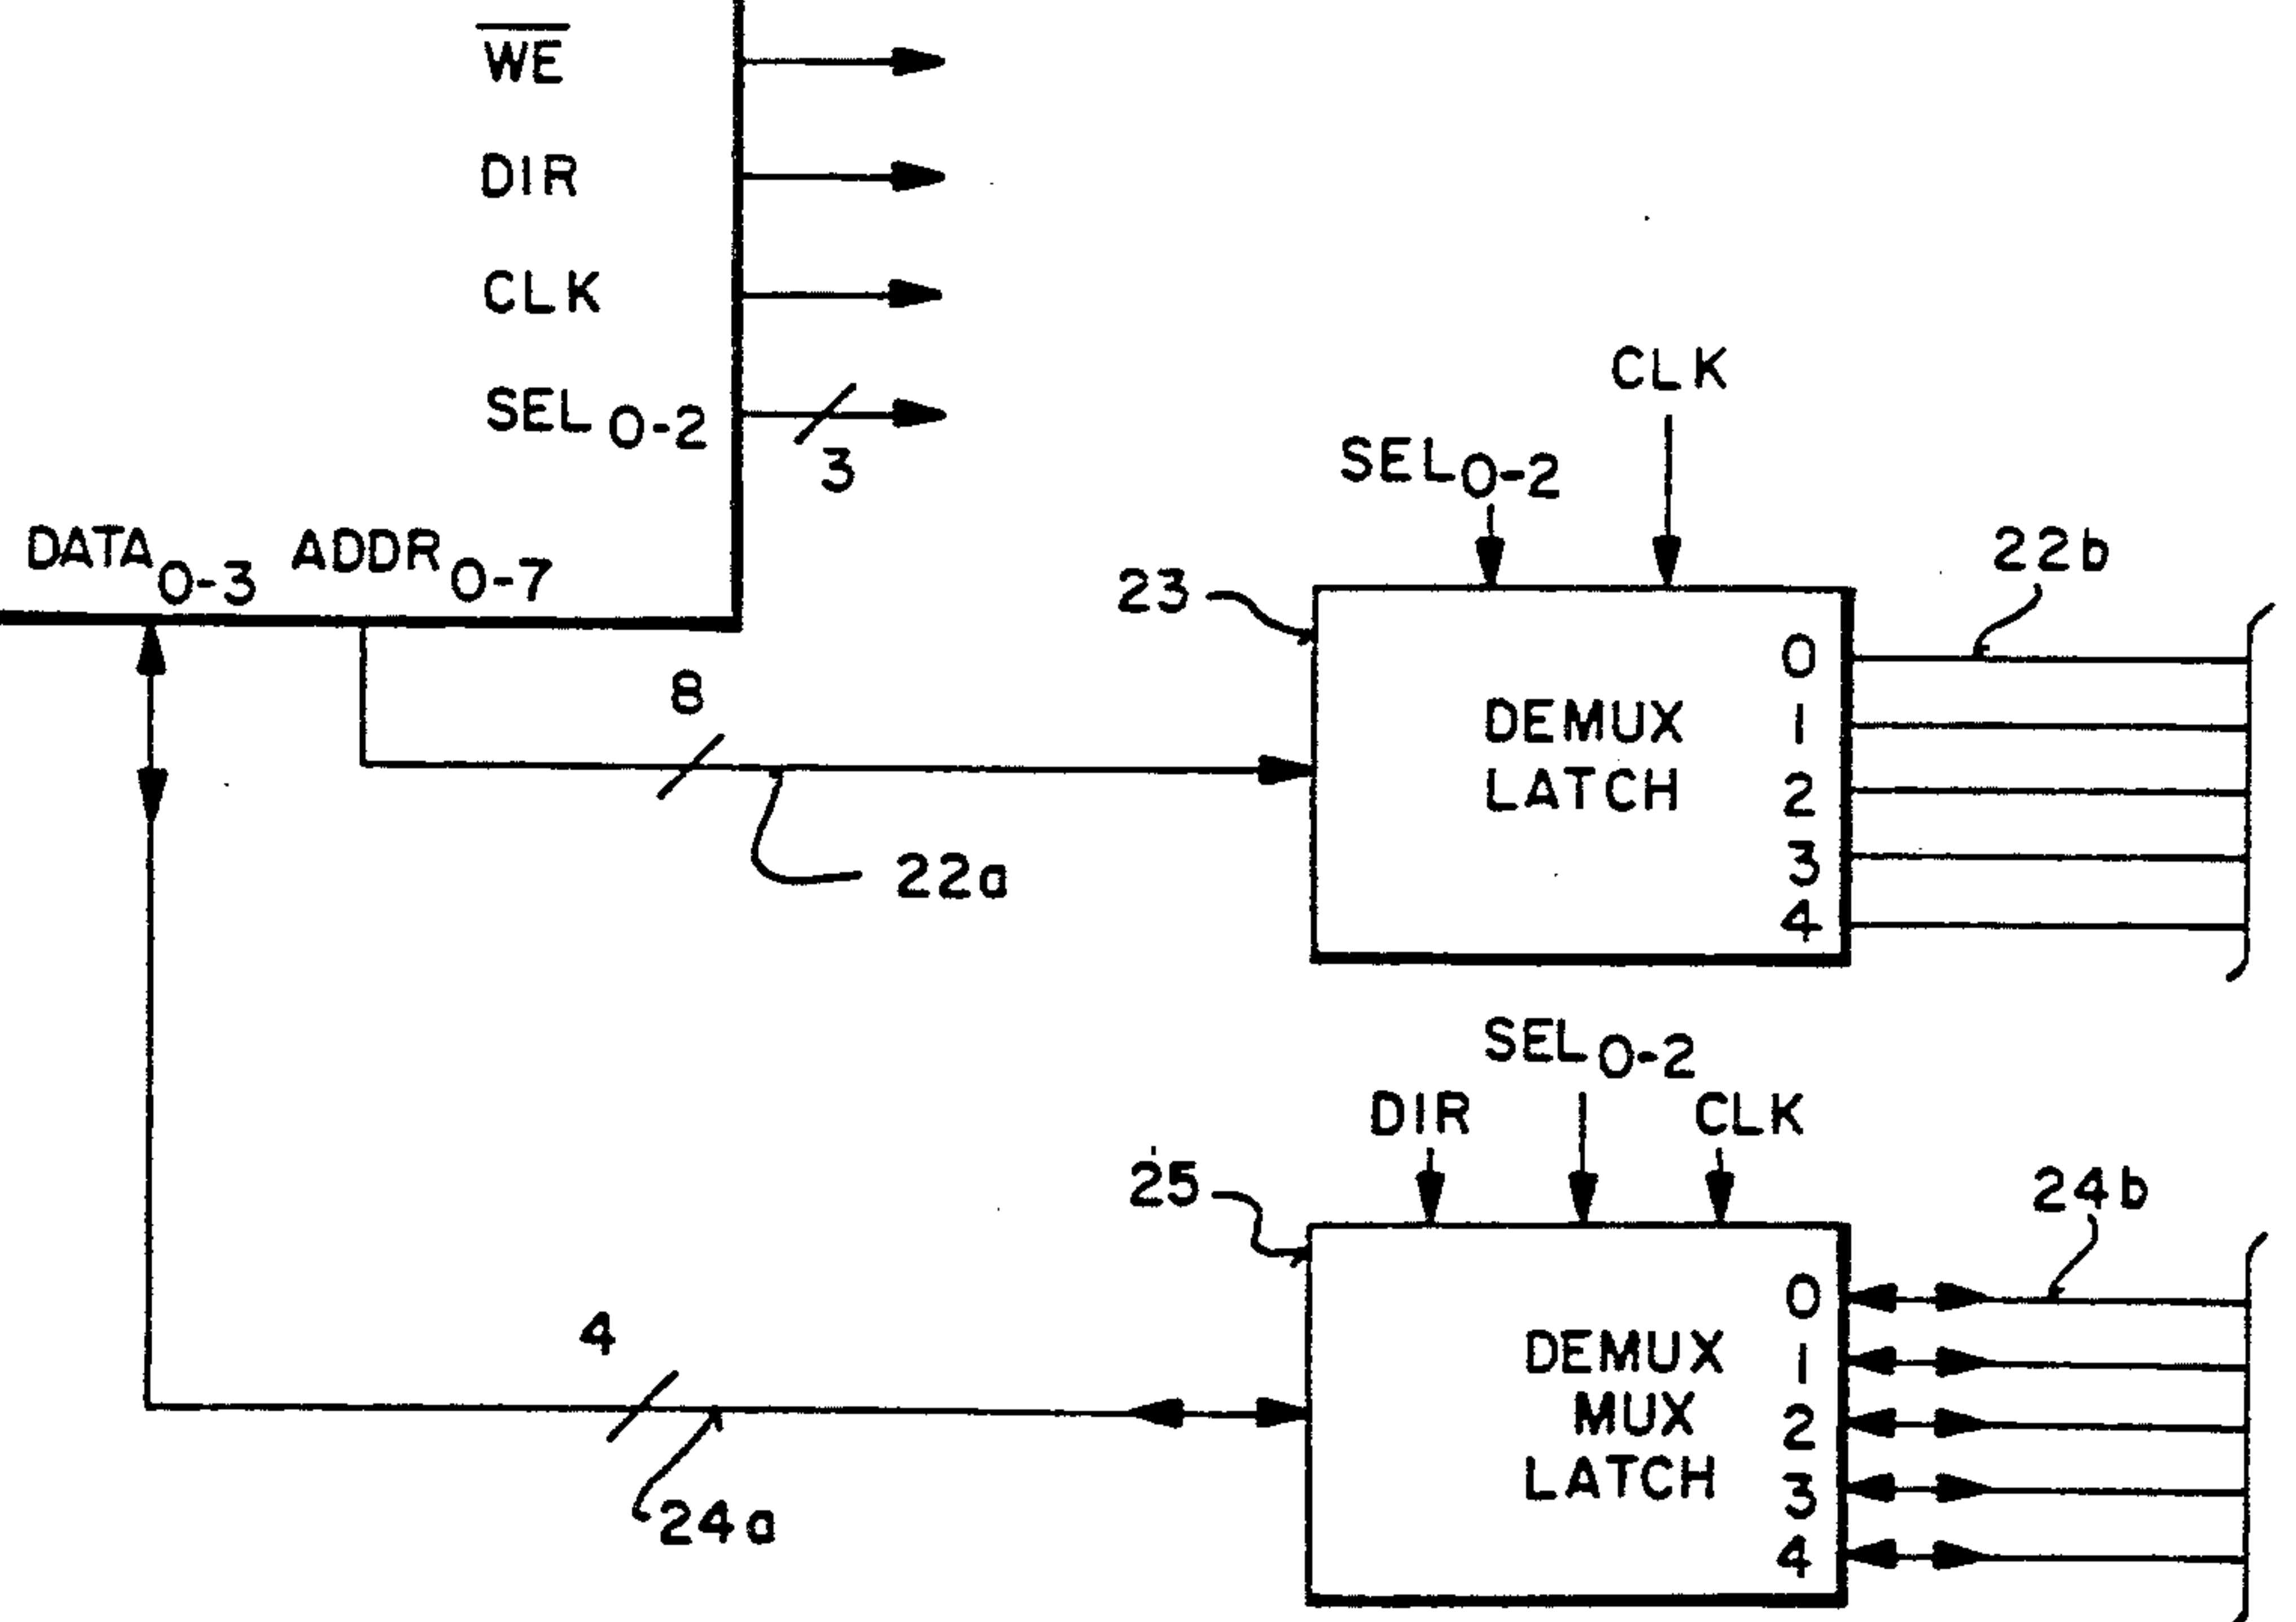 WE
DIR
CLK
SEL 0-2
3
DATA0-3 ADDR0-7
8
22a
CLK
SEL0-2
23
22b
DEMUX
LATCH
0
1
2
3
4
SEL0-2
DIR
CLK
25
24b
4
24a
DEMUX
MUX
LATCH
0
1
2
3
4